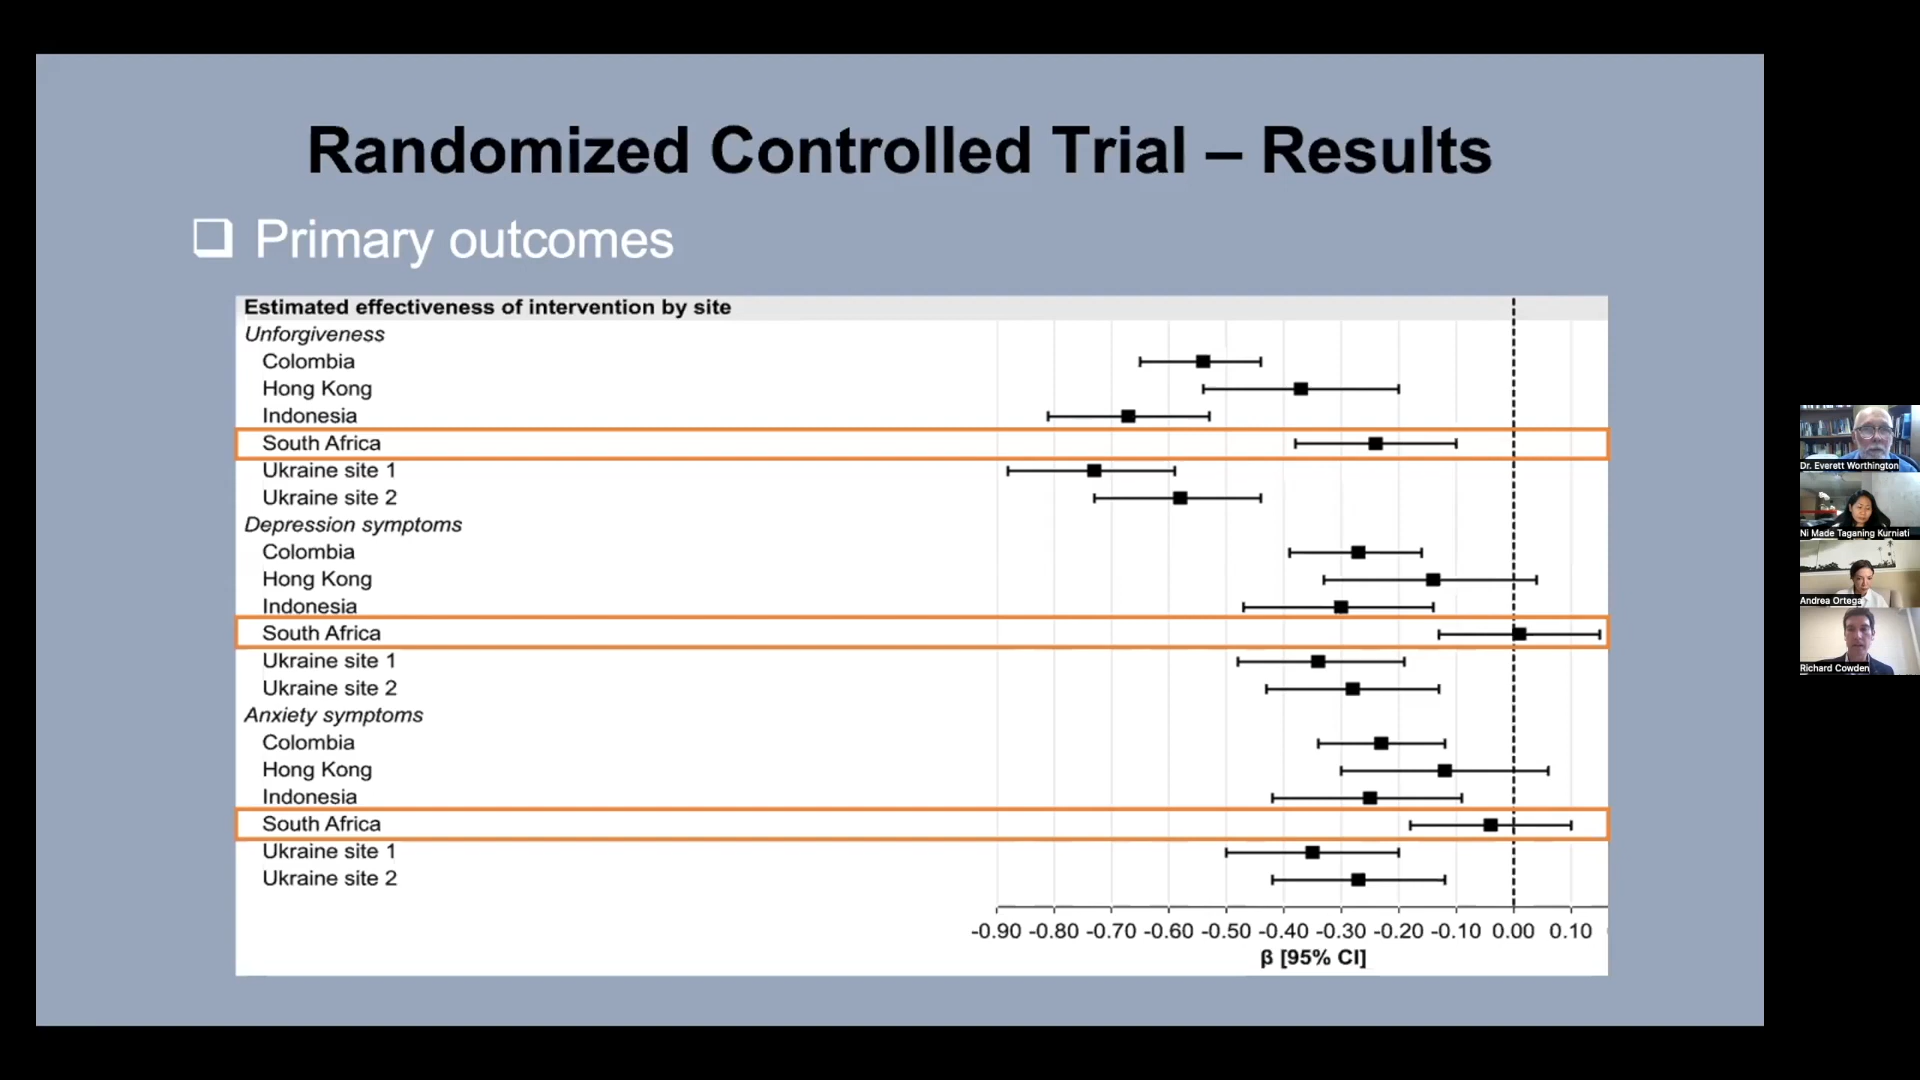 Randomized Controlled Trial – Results
Primary outcomes
Estimated effectiveness of intervention by site
Unforgiveness
Colombia
Hong Kong
Indonesia
South Africa
Ukraine site 1
Ukraine site 2
Depression symptoms
Colombia
Hong Kong
Indonesia
South Africa
Ukraine site 1
Ukraine site 2
Anxiety symptoms
Colombia
Hong Kong
Indonesia
South Africa
Ukraine site 1
Ukraine site 2
-0.90 -0.80 -0.70 -0.60 -0.50 -0.40 -0.30 -0.20 -0.10 0.00 0.10
β [95% CI]
Dr. Everett Worthington
Ni Made Taganing Kurniati
Andrea Ortega
Richard Cowden